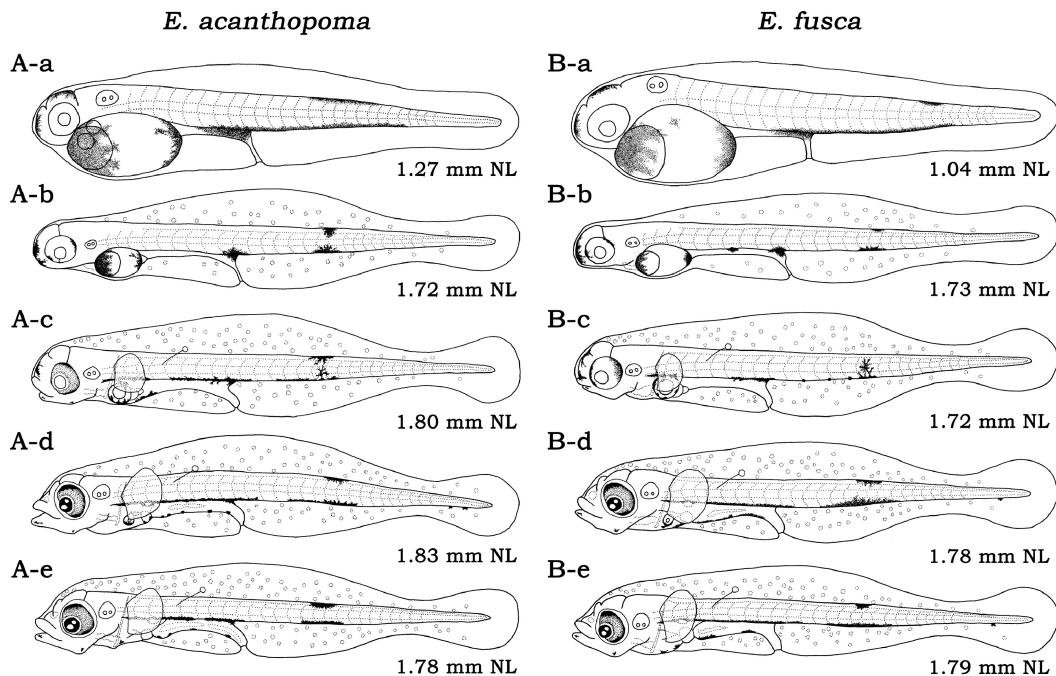 E. acanthopoma
E. fusca
A-a
1.27 mm NL
B-a
1.04 mm NL
A-b
1.72 mm NL
B-b
1.73 mm NL
A-c
1.80 mm NL
B-c
1.72 mm NL
A-d
1.83 mm NL
B-d
1.78 mm NL
A-e
1.78 mm NL
B-e
1.79 mm NL